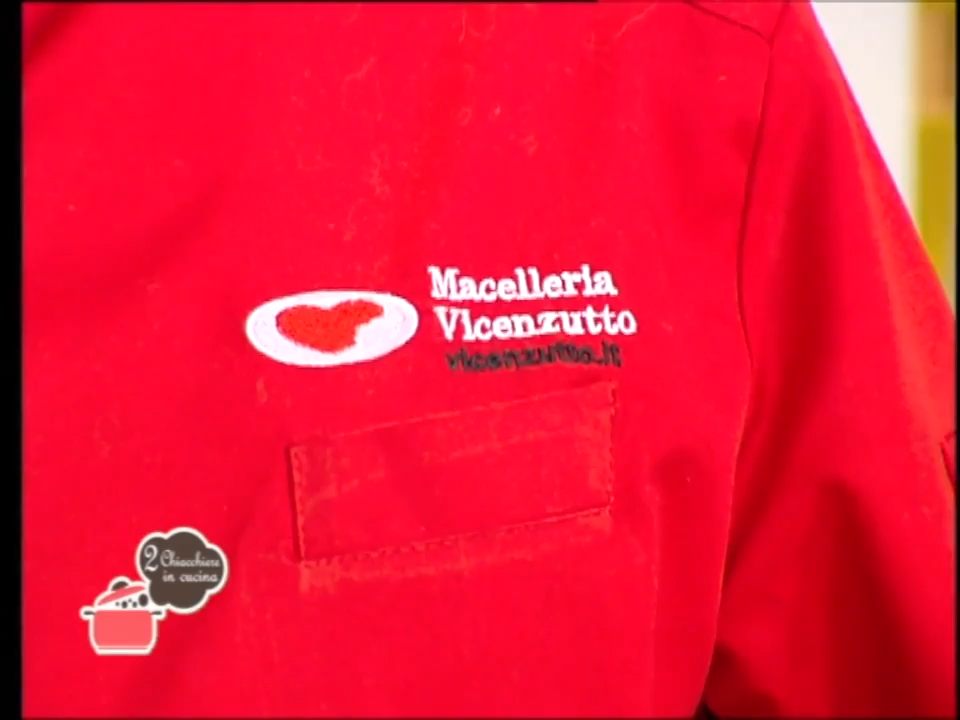 Macelleria
Vicenzutto
vicenzutto.it
2 Chiacchiere
in cucina